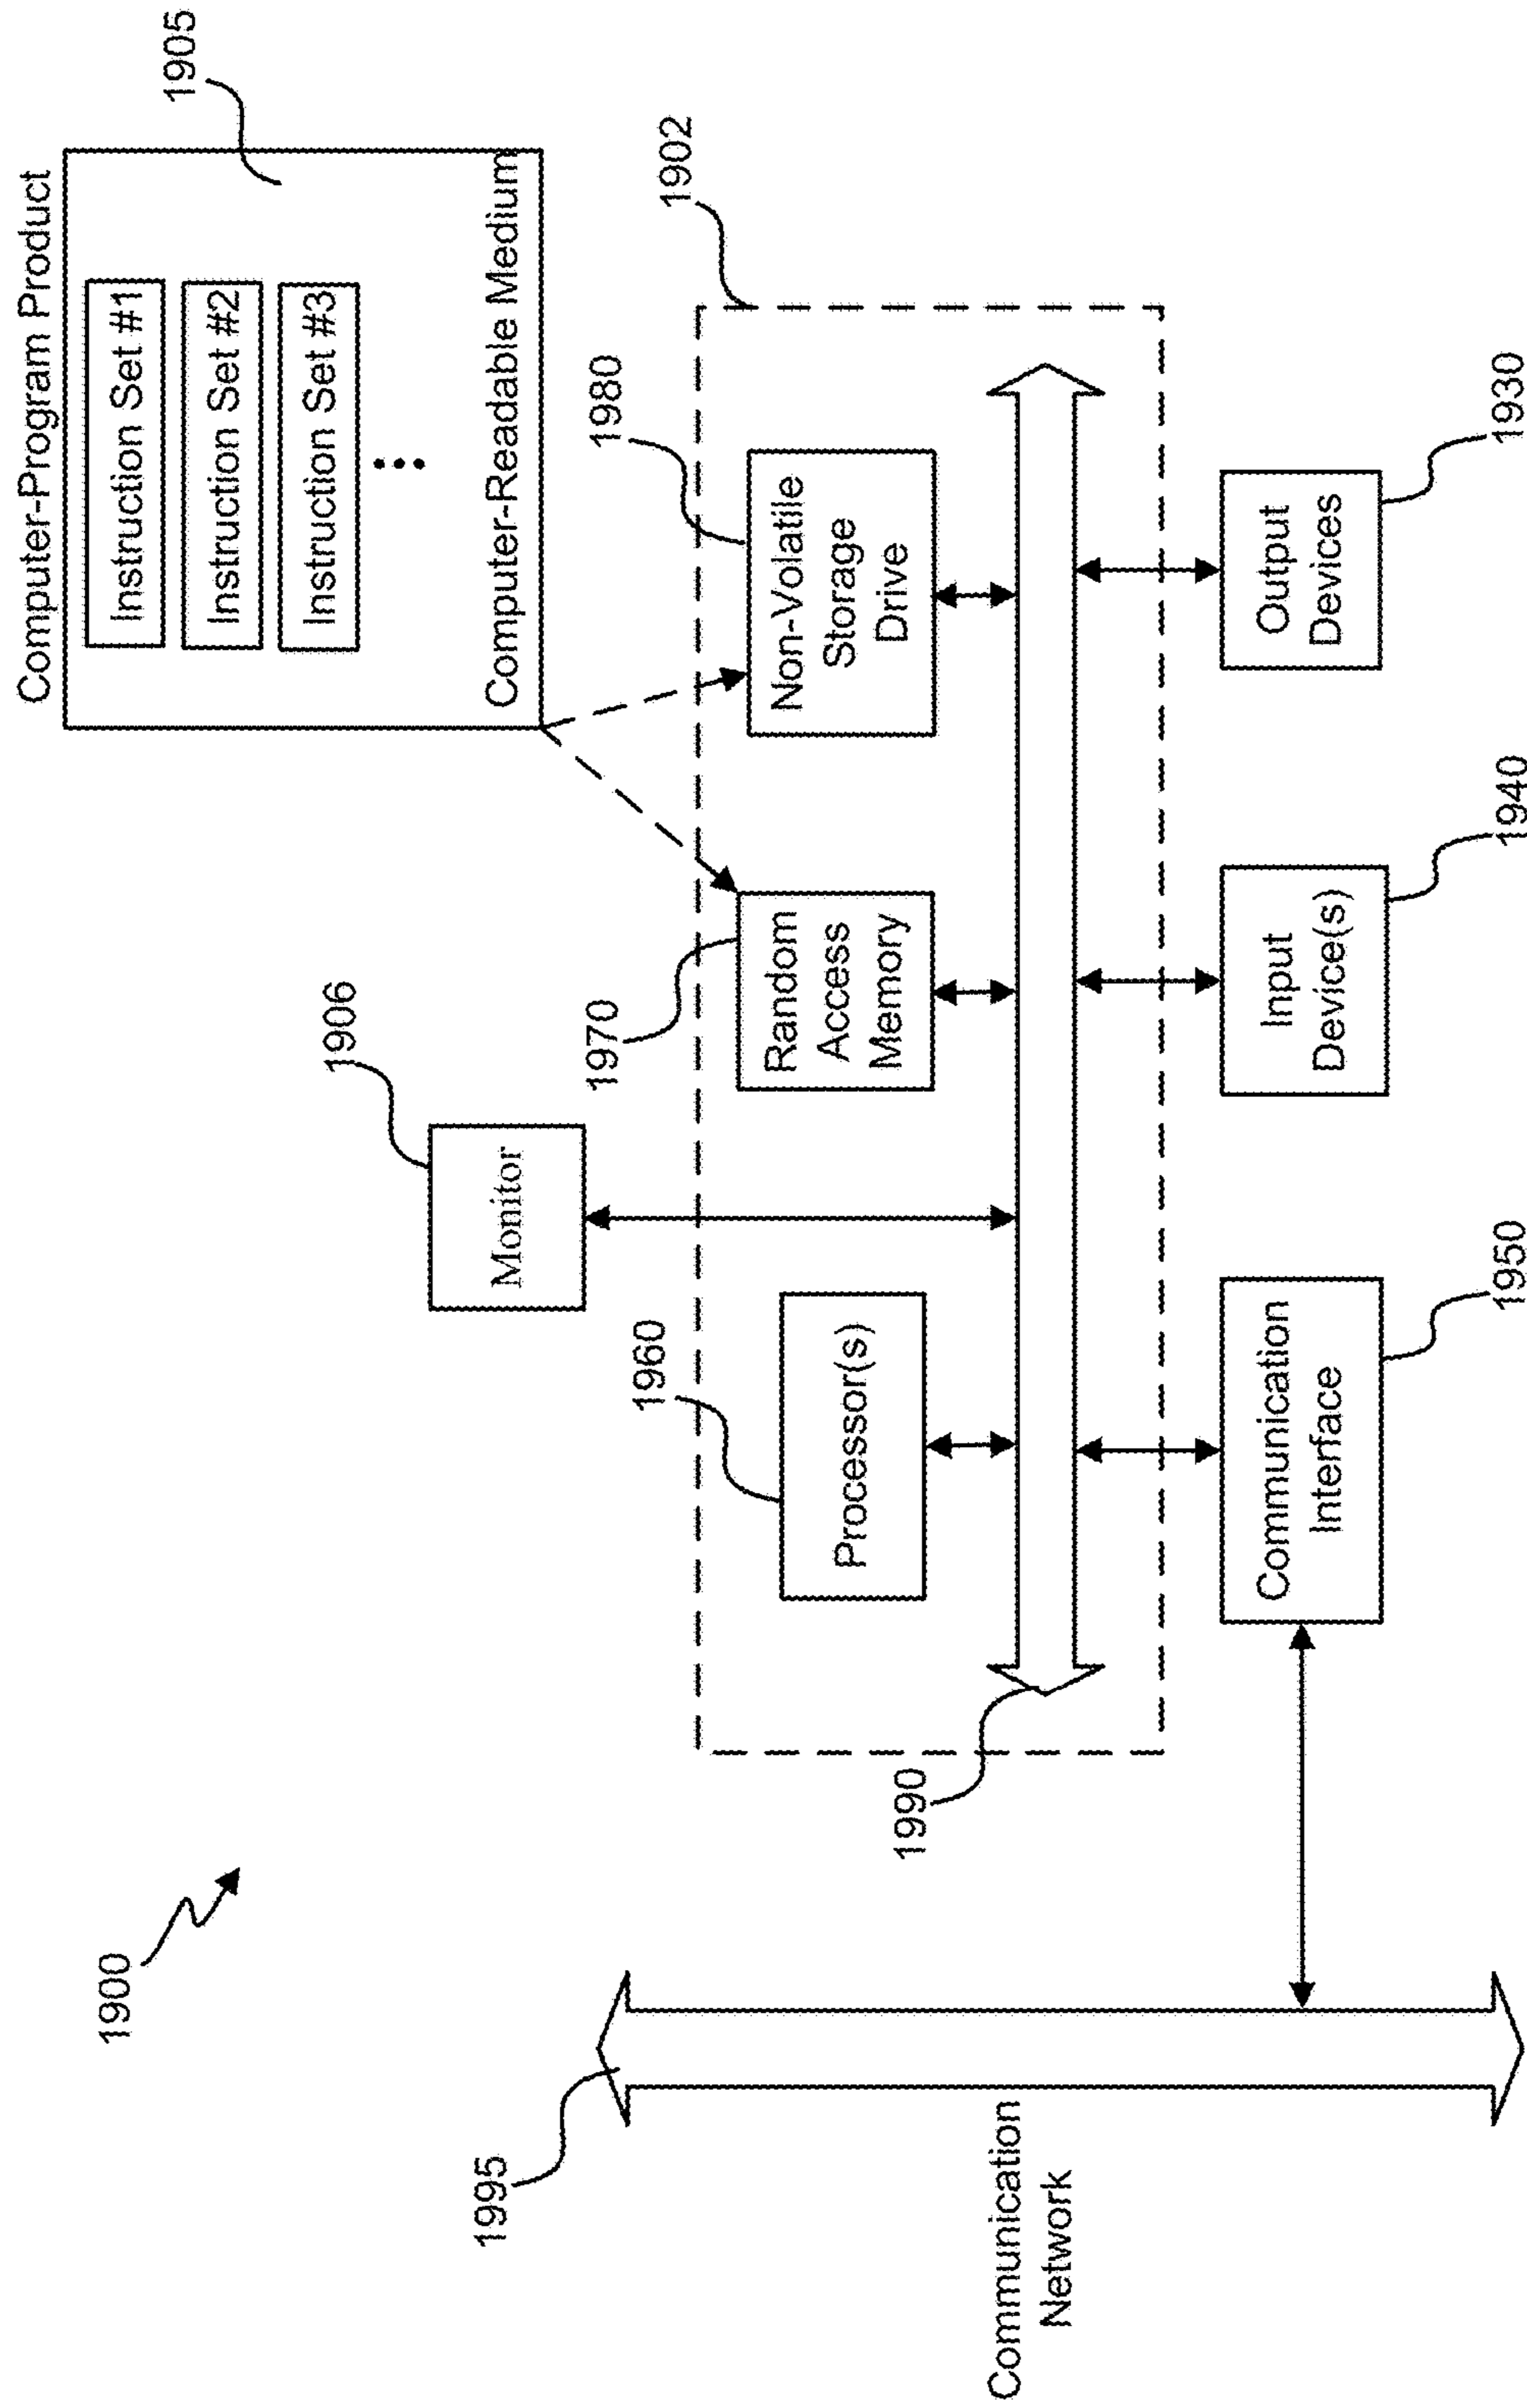 Computer-Program Product
1905
Instruction Set #1
Instruction Set #2
Instruction Set #3
Computer-Readable Medium
1900
1906
Monitor
1902
1960
1970
1980
Processor(s)
Random
Access
Memory
Non-Volatile
Storage
Drive
1990
1995
Communication
Network
Communication
Interface
Input
Device(s)
Output
Devices
1950
1940
1930